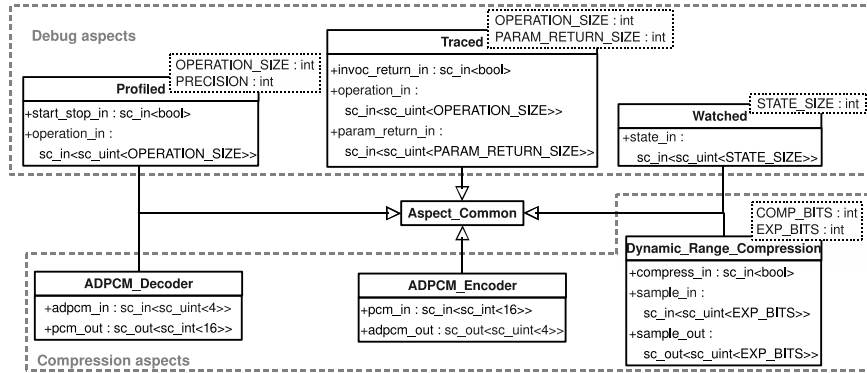 Debug aspects
OPERATION_SIZE : int
PRECISION : int
Profiled
+start_stop_in : sc_in<bool>
+operation_in :
sc_in<sc_uint<OPERATION_SIZE>>
OPERATION_SIZE : int
PARAM_RETURN_SIZE : int
Traced
+invoc_return_in : sc_in<bool>
+operation_in :
sc_in<sc_uint<OPERATION_SIZE>>
+param_return_in :
sc_in<sc_uint<PARAM_RETURN_SIZE>>
STATE_SIZE : int
Watched
+state_in :
sc_in<sc_uint<STATE_SIZE>>
Aspect_Common
ADPCM_Decoder
+adpcm_in : sc_in<sc_uint<4>>
+pcm_out : sc_out<sc_int<16>>
ADPCM_Encoder
+pcm_in : sc_in<sc_int<16>>
+adpcm_out : sc_out<sc_uint<4>>
COMP_BITS : int
EXP_BITS : int
Dynamic_Range_Compression
+compress_in : sc_in<bool>
+sample_in :
sc_in<sc_uint<EXP_BITS>>
+sample_out :
sc_out<sc_uint<EXP_BITS>>
Compression aspects